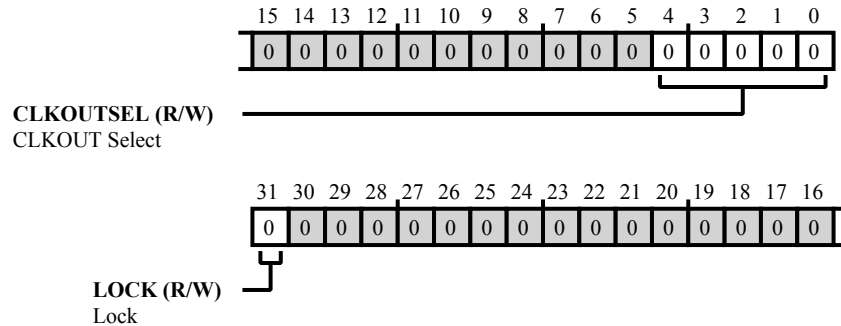 15 14 13 12 11 10 9 8 7 6 5 4 3 2 1 0
0 0 0 0 0 0 0 0 0 0 0 0 0 0 0 0
CLKOUTSEL (R/W)
CLKOUT Select
31 30 29 28 27 26 25 24 23 22 21 20 19 18 17 16
0 0 0 0 0 0 0 0 0 0 0 0 0 0 0 0
LOCK (R/W)
Lock